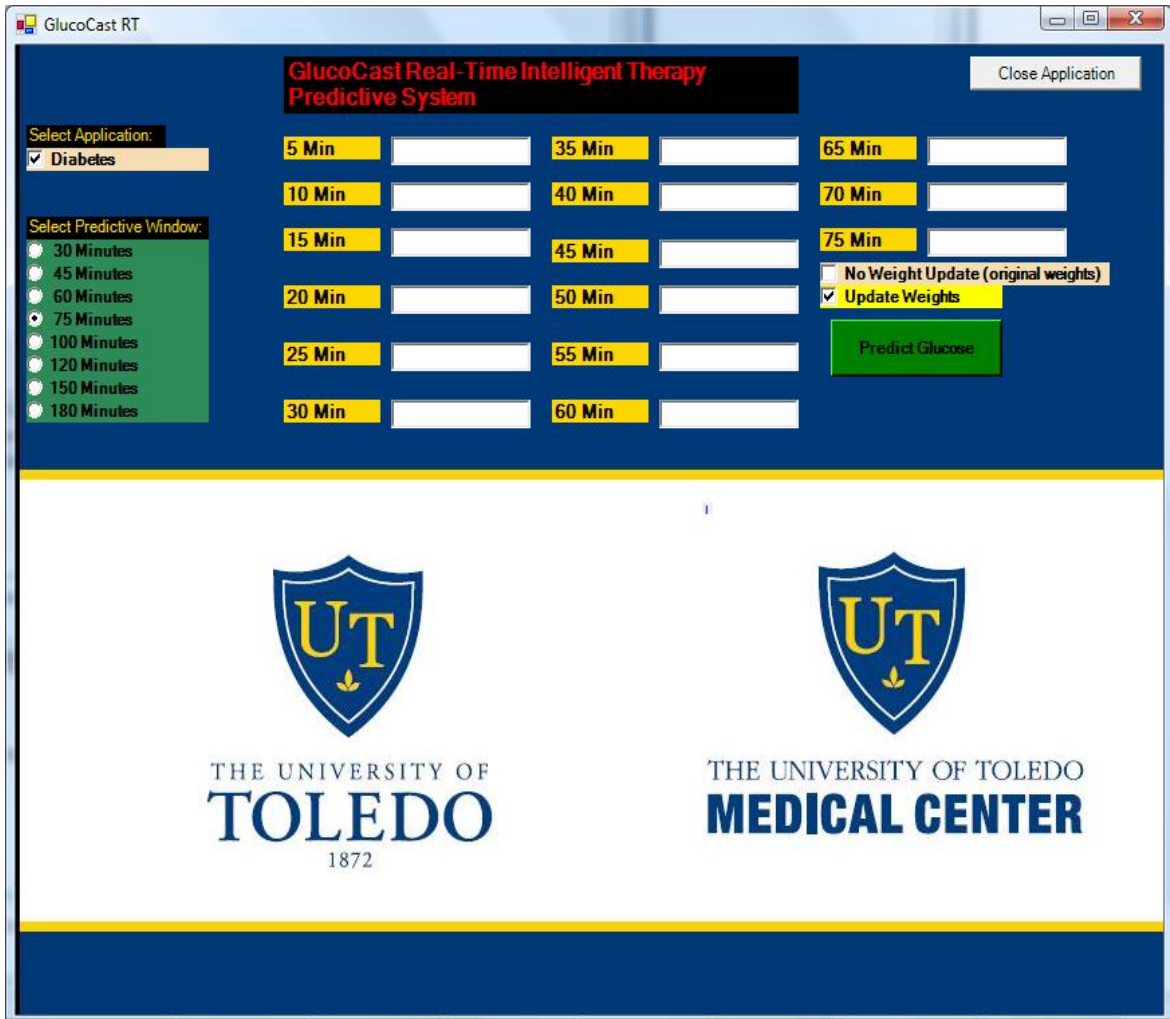 GlucoCast RT
GlucoCast Real-Time Intelligent Therapy
Predictive System
Close Application
Select Application:
Diabetes
Select Predictive Window:
30 Minutes
45 Minutes
60 Minutes
75 Minutes
100 Minutes
120 Minutes
150 Minutes
180 Minutes
5 Min
10 Min
15 Min
20 Min
25 Min
30 Min
35 Min
40 Min
45 Min
50 Min
55 Min
60 Min
65 Min
70 Min
75 Min
No Weight Update (original weights)
Update Weights
Predict Glucose
UT
THE UNIVERSITY OF
TOLEDO
1872
UT
THE UNIVERSITY OF TOLEDO
MEDICAL CENTER